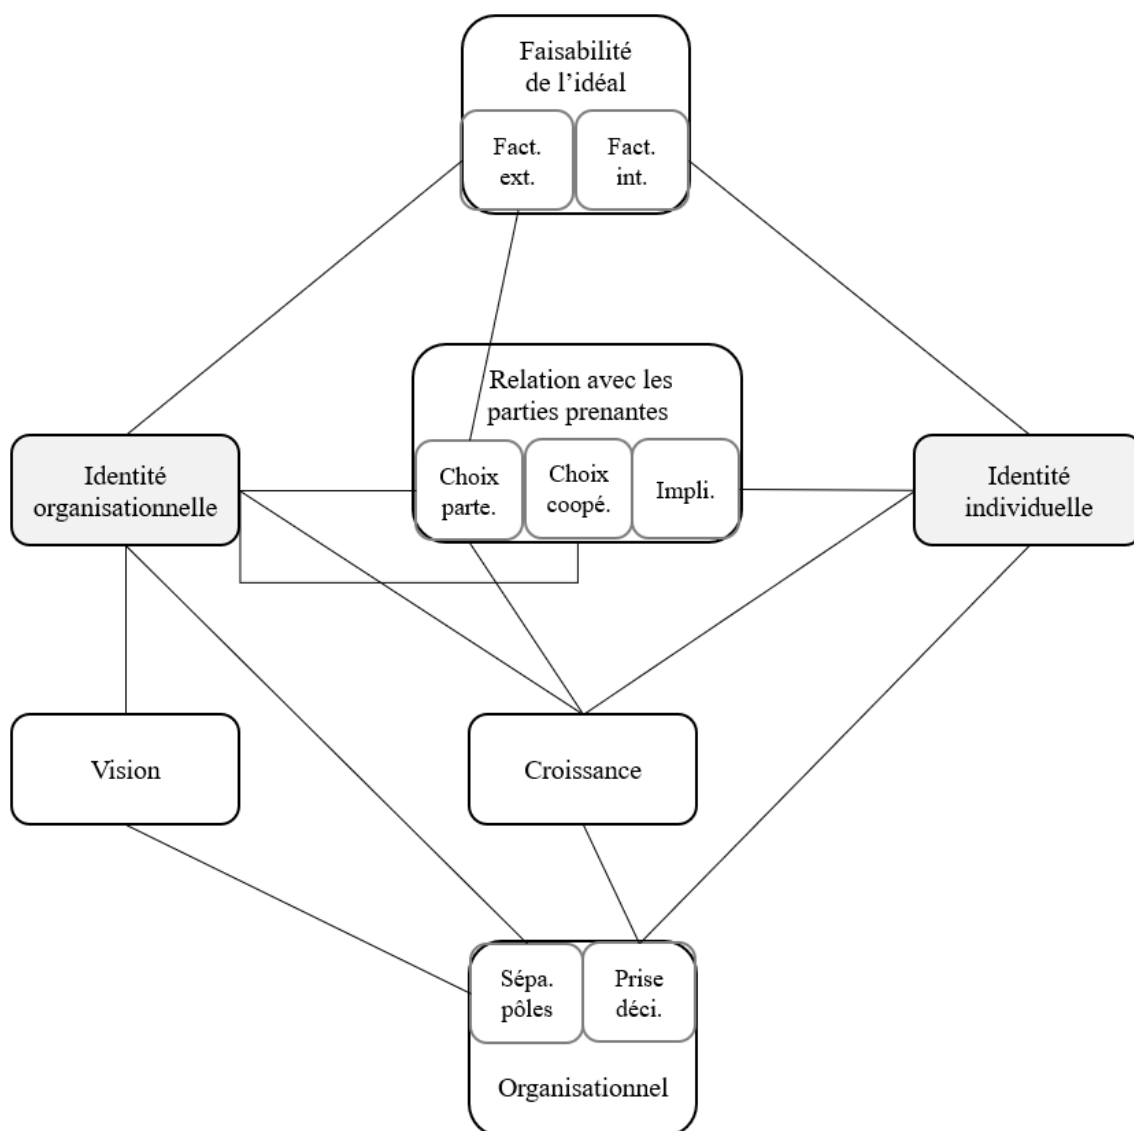 Faisabilité
de l’idéal
Fact.
ext.
Fact.
int.
Relation avec les
parties prenantes
Choix
parte.
Choix
coopé.
Impli.
Identité
organisationnelle
Identité
individuelle
Vision
Croissance
Sépa.
pôles
Prise
déci.
Organisationnel